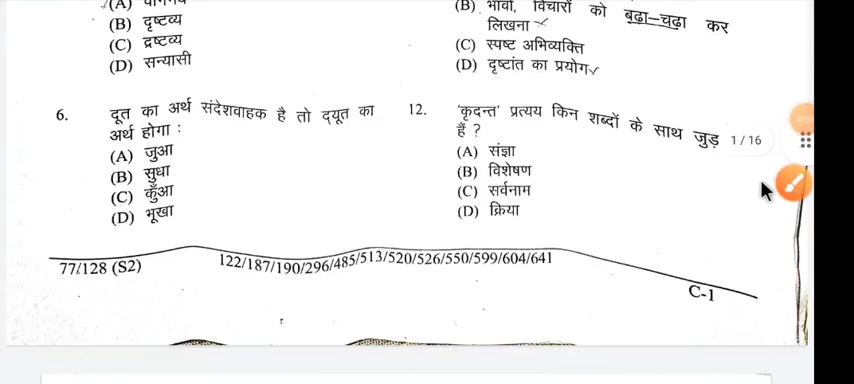 (A)
(B) दृष्टव्य
(C) द्रष्टव्य
(D) सन्यासी
6. दूत का अर्थ संदेशवाहक है तो द्यूत का
अर्थ होगा :
(A) जुआ
(B) सुधा
(C) कुँआ
(D) भूखा
(B) भावों, विचारों को बढ़ा–चढ़ा कर
लिखना
(C) स्पष्ट अभिव्यक्ति
(D) दृष्टांत का प्रयोग
12. 'कृदन्त' प्रत्यय किन शब्दों के साथ जुड़
हैं ?
(A) संज्ञा
(B) विशेषण
(C) सर्वनाम
(D) क्रिया
1 / 16
77/128 (S2) 122/187/190/296/485/513/520/526/550/599/604/641
C-1